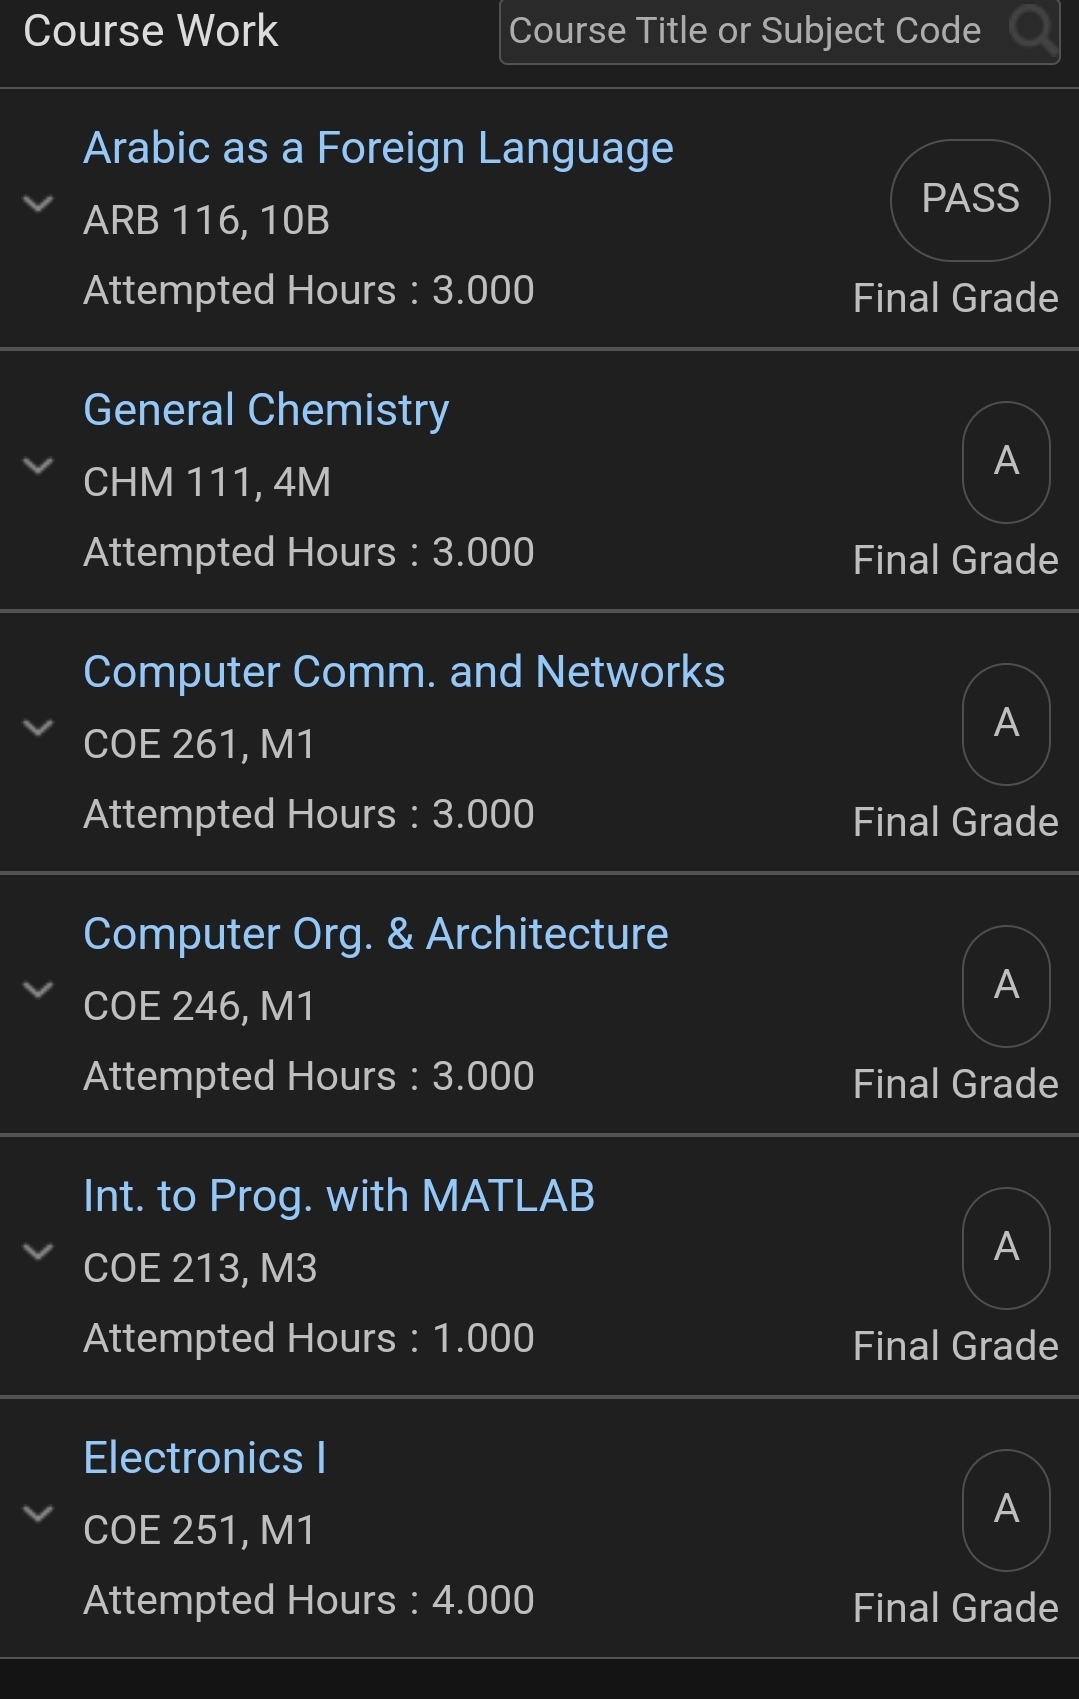 Course Work
Course Title or Subject Code
Arabic as a Foreign Language
ARB 116, 10B
PASS
Attempted Hours : 3.000
Final Grade
General Chemistry
CHM 111, 4M
A
Attempted Hours : 3.000
Final Grade
Computer Comm. and Networks
COE 261, M1
A
Attempted Hours : 3.000
Final Grade
Computer Org. & Architecture
COE 246, M1
A
Attempted Hours : 3.000
Final Grade
Int. to Prog. with MATLAB
COE 213, M3
A
Attempted Hours : 1.000
Final Grade
Electronics I
COE 251, M1
A
Attempted Hours : 4.000
Final Grade